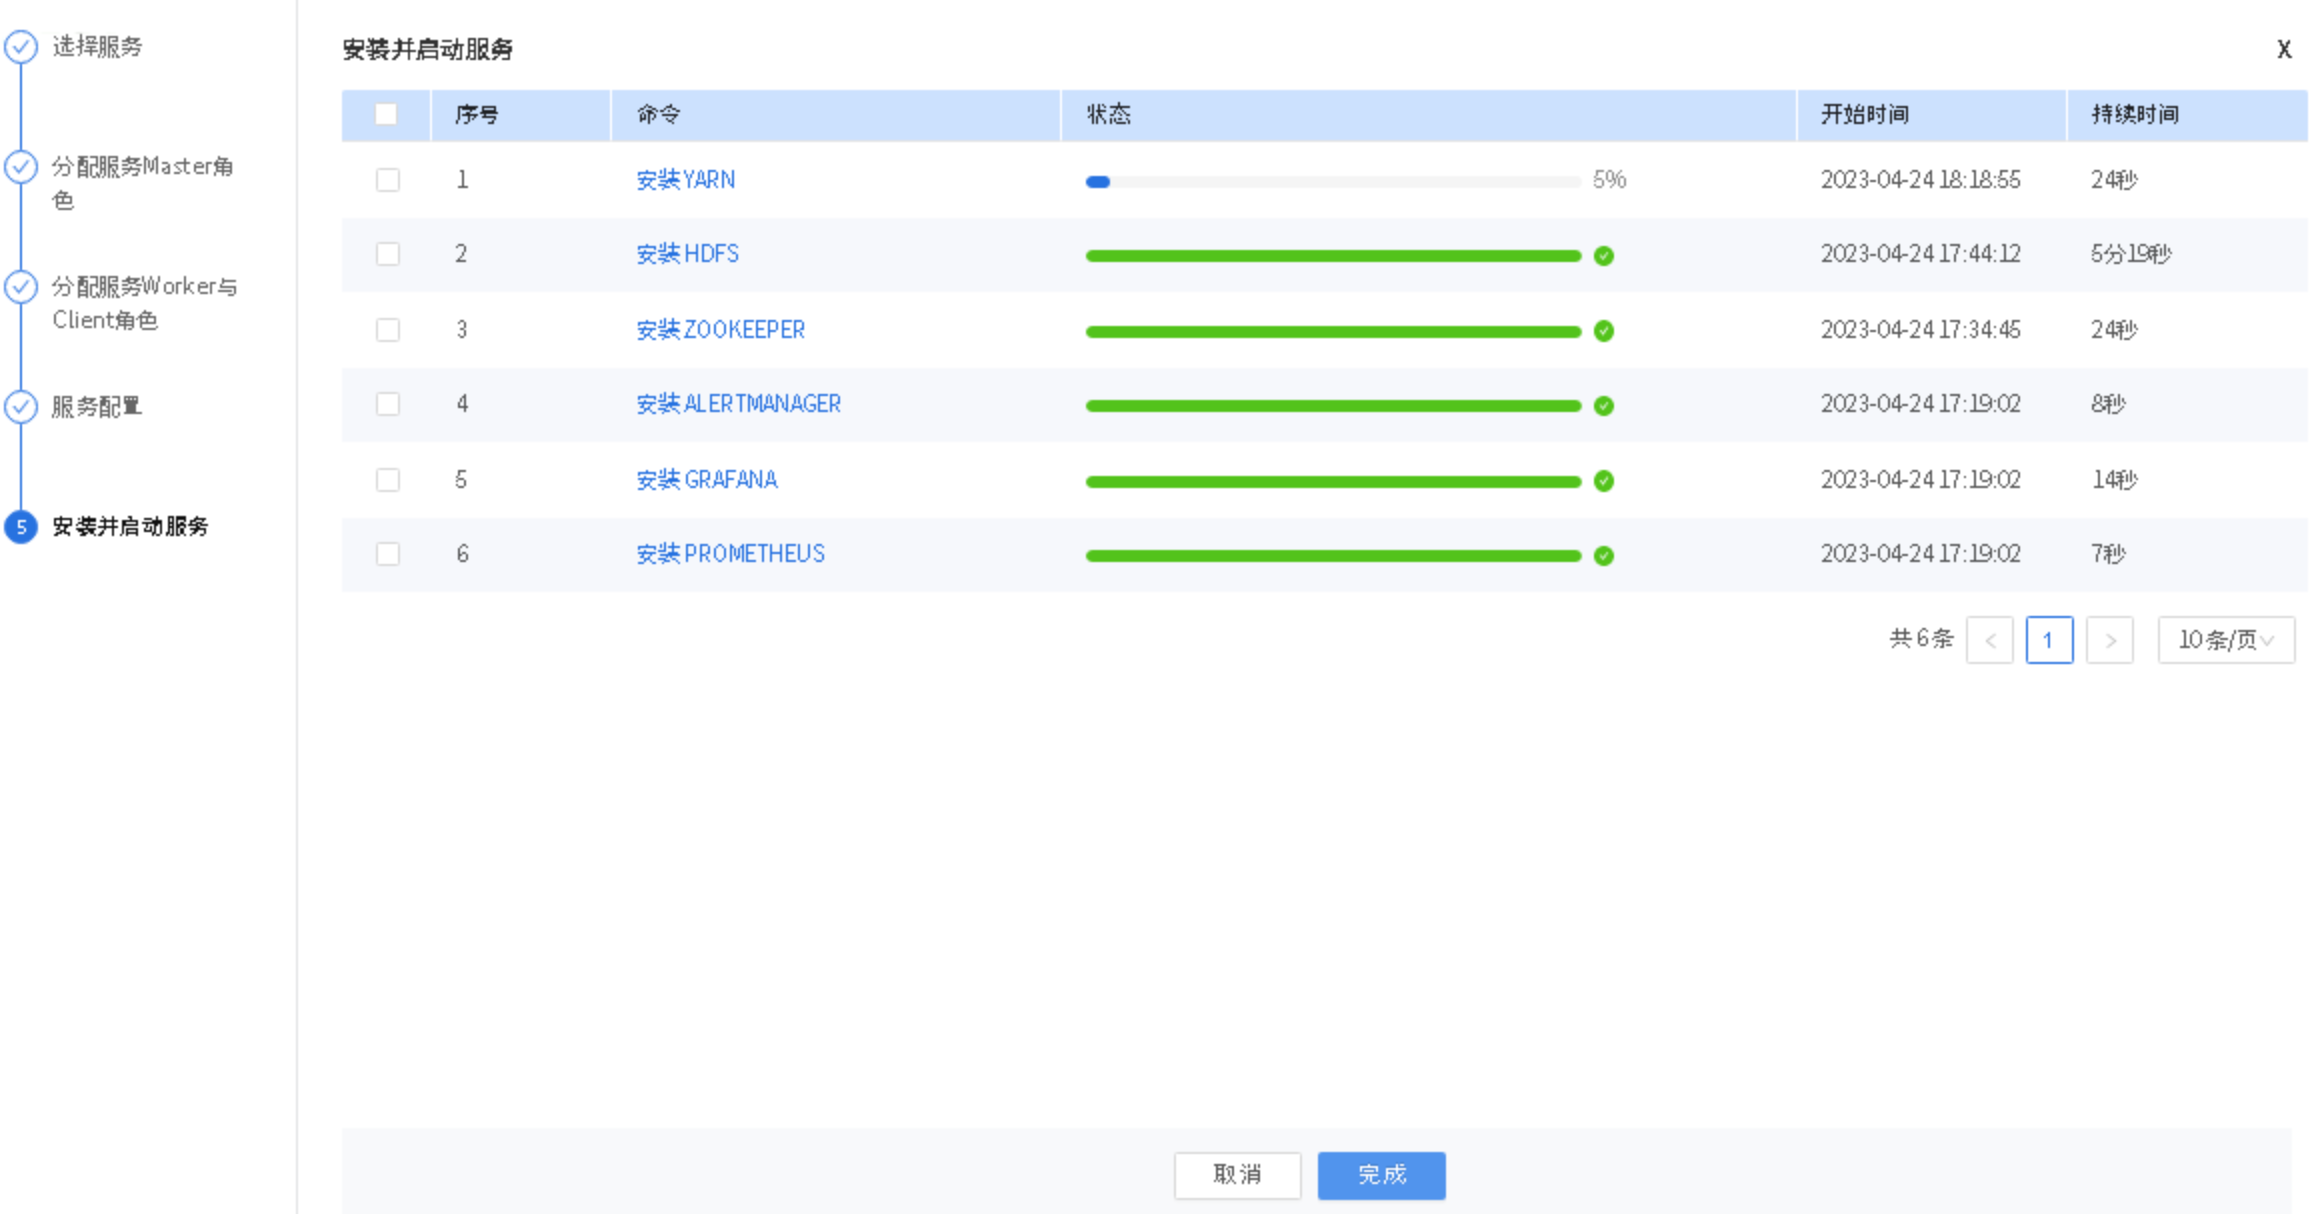 选择服务
分配服务Master角
色
分配服务Worker与
Client角色
服务配置
5 安装并启动服务
安装并启动服务 X
序号 命令 状态 开始时间 持续时间
1 安装YARN 5% 2023-04-24 18:18:55 24秒
2 安装HDFS 2023-04-24 17:44:12 5分19秒
3 安装ZOOKEEPER 2023-04-24 17:34:45 24秒
4 安装ALERTMANAGER 2023-04-24 17:19:02 8秒
5 安装GRAFANA 2023-04-24 17:19:02 14秒
6 安装PROMETHEUS 2023-04-24 17:19:02 7秒
共6条 < 1 > 10条/页
取消 完成